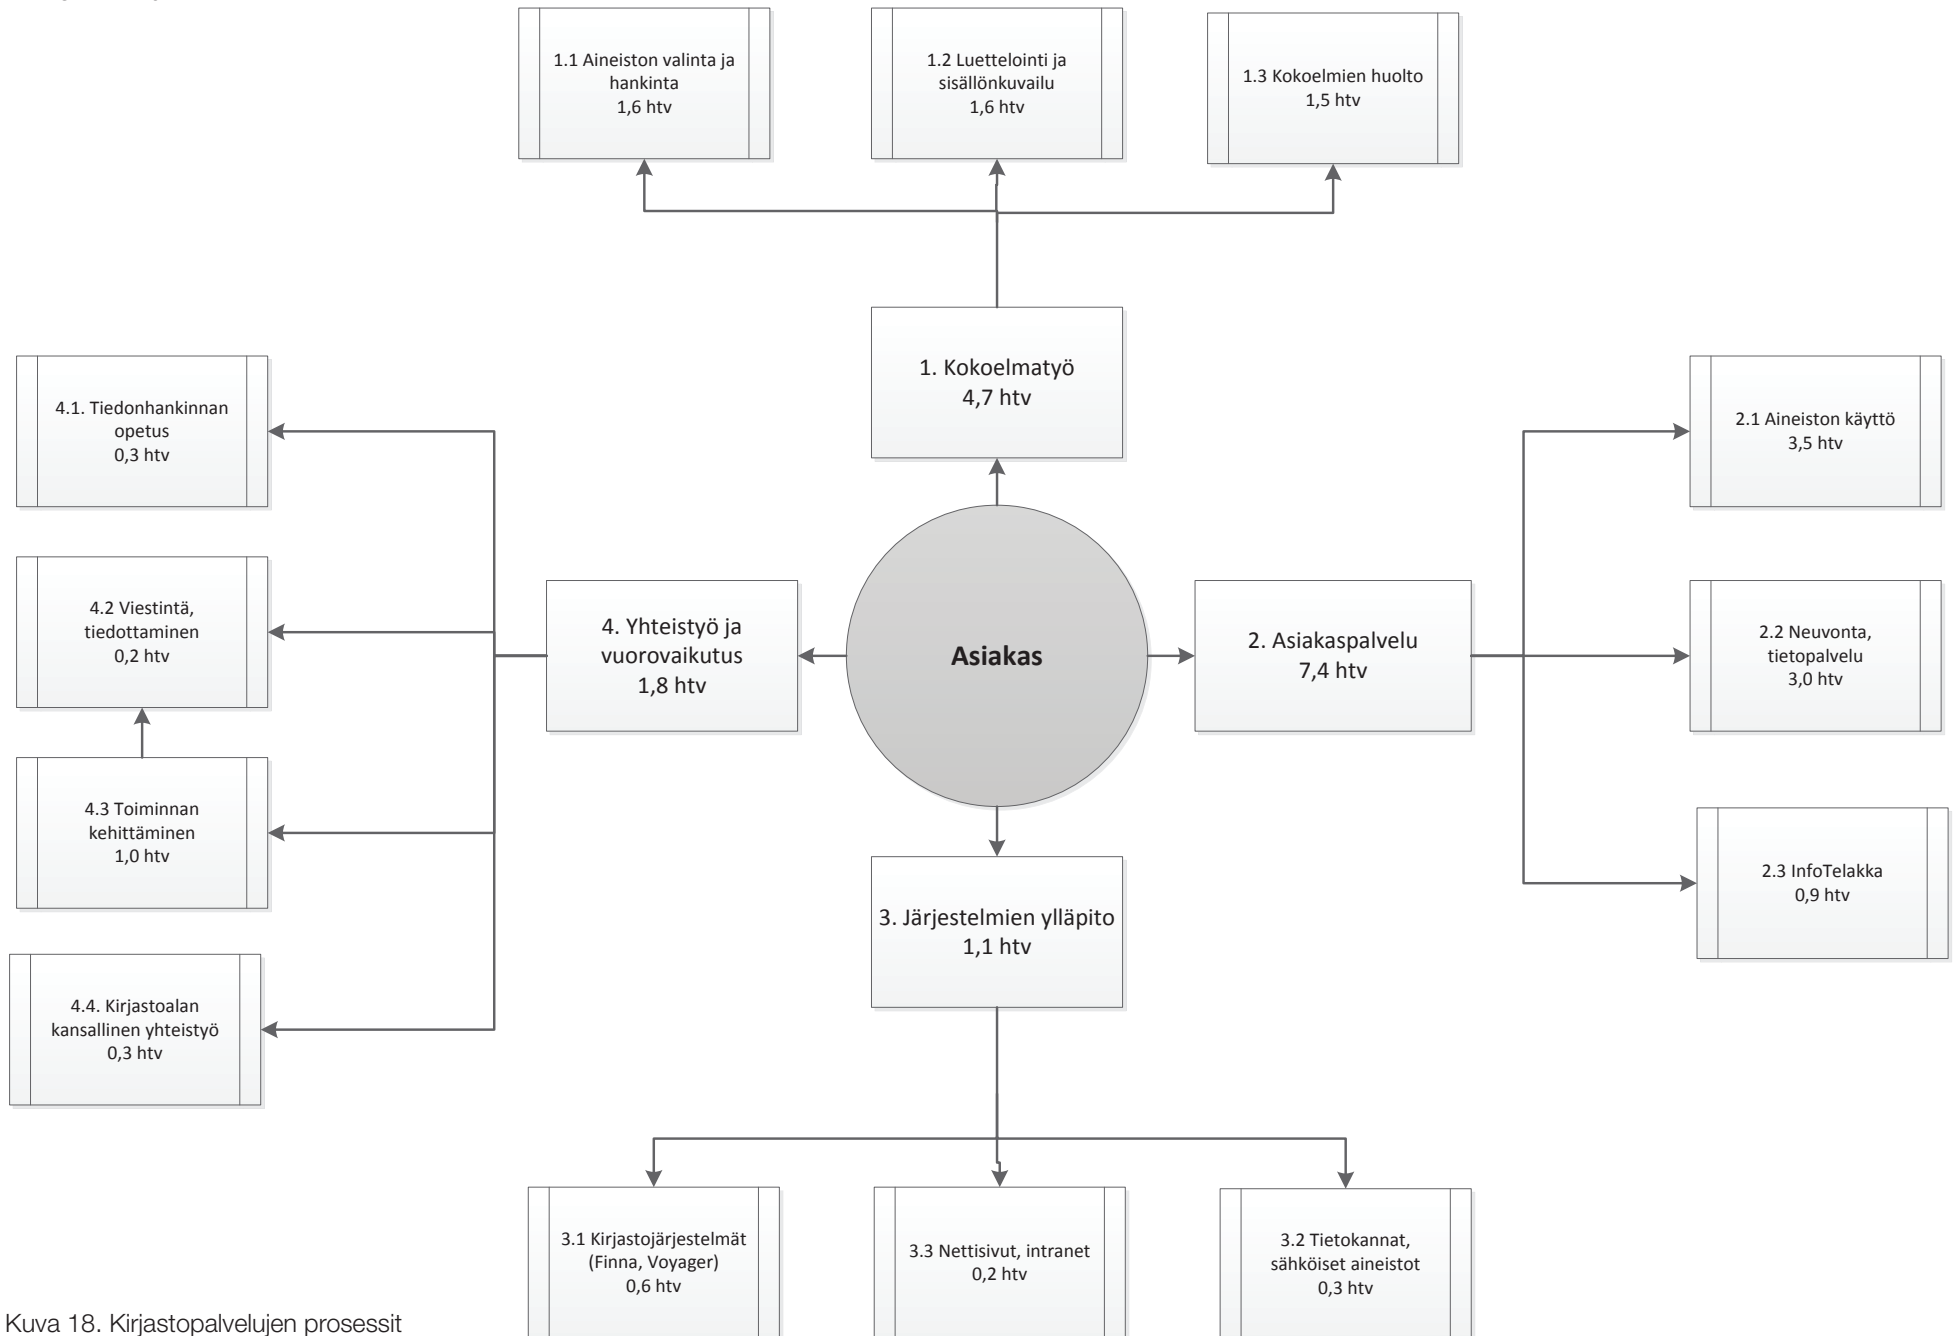 1.1 Aineiston valinta ja
hankinta
1,6 htv
1.2 Luettelointi ja
sisällönkuvailu
1,6 htv
1.3 Kokoelmien huolto
1,5 htv
1. Kokoelmatyö
4,7 htv
4.1. Tiedonhankinnan
opetus
0,3 htv
2.1 Aineiston käyttö
3,5 htv
4.2 Viestintä,
tiedottaminen
0,2 htv
4. Yhteistyö ja
vuorovaikutus
1,8 htv
Asiakas
2. Asiakaspalvelu
7,4 htv
2.2 Neuvonta,
tietopalvelu
3,0 htv
4.3 Toiminnan
kehittäminen
1,0 htv
2.3 InfoTelakka
0,9 htv
3. Järjestelmien ylläpito
1,1 htv
4.4. Kirjastoalan
kansallinen yhteistyö
0,3 htv
3.1 Kirjastojärjestelmät
(Finna, Voyager)
0,6 htv
3.3 Nettisivut, intranet
0,2 htv
3.2 Tietokannat,
sähköiset aineistot
0,3 htv
Kuva 18. Kirjastopalvelujen prosessit